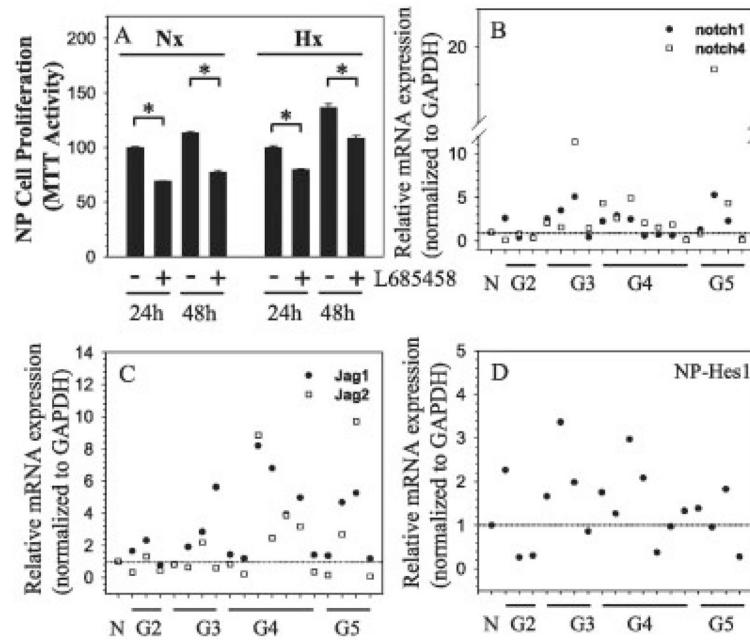 A
Nx
Hx
NP Cell Proliferation
(MTT Activity)
200
150
100
75
50
0
*
*
*
*
- + - + - + - + L685458
24h 48h 24h 48h
B
notch1
notch4
Relative mRNA expression
(normalized to GAPDH)
20
10
5
0
N G2 G3 G4 G5
C
Jag1
Jag2
Relative mRNA expression
(normalized to GAPDH)
14
12
10
8
6
4
2
0
N G2 G3 G4 G5
D
NP-Hes1
Relative mRNA expression
(normalized to GAPDH)
5
4
3
2
1
0
N G2 G3 G4 G5